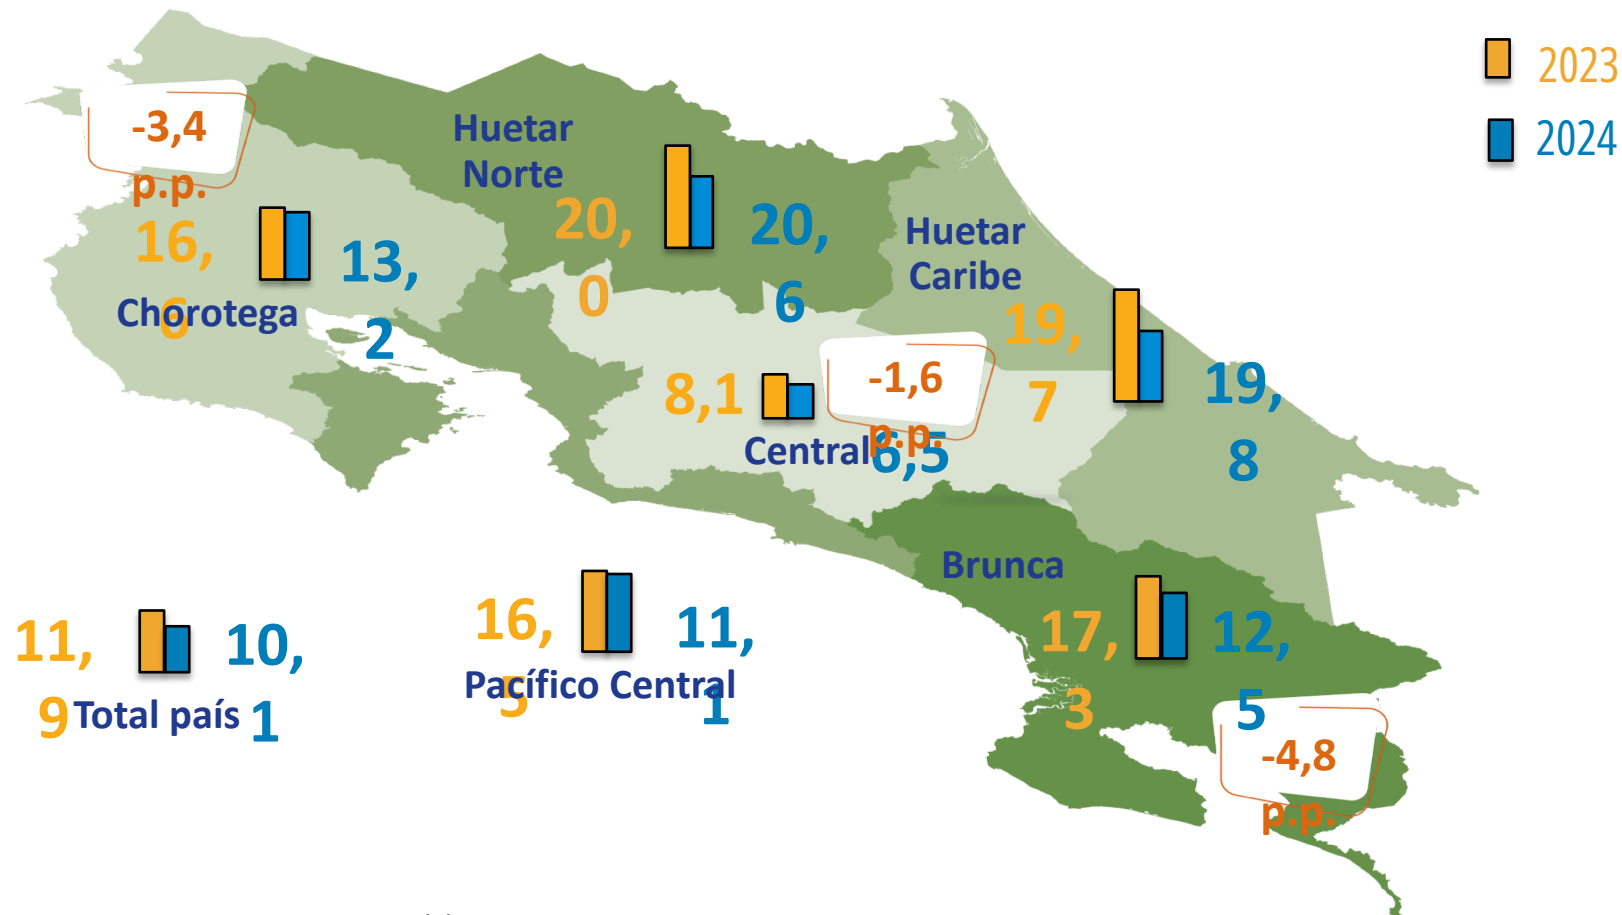 2023
2024
-3,4
p.p.
16,
6
13,
2
Chorotega
Huetar
Norte
20,
0
20,
6
Huetar
Caribe
19,
7
19,
8
8,1
-1,6
p.p.
Central
6,5
Brunca
17,
3
12,
5
-4,8
p.p.
11,
9
10,
1
Total país
16,
5
11,
1
Pacífico Central